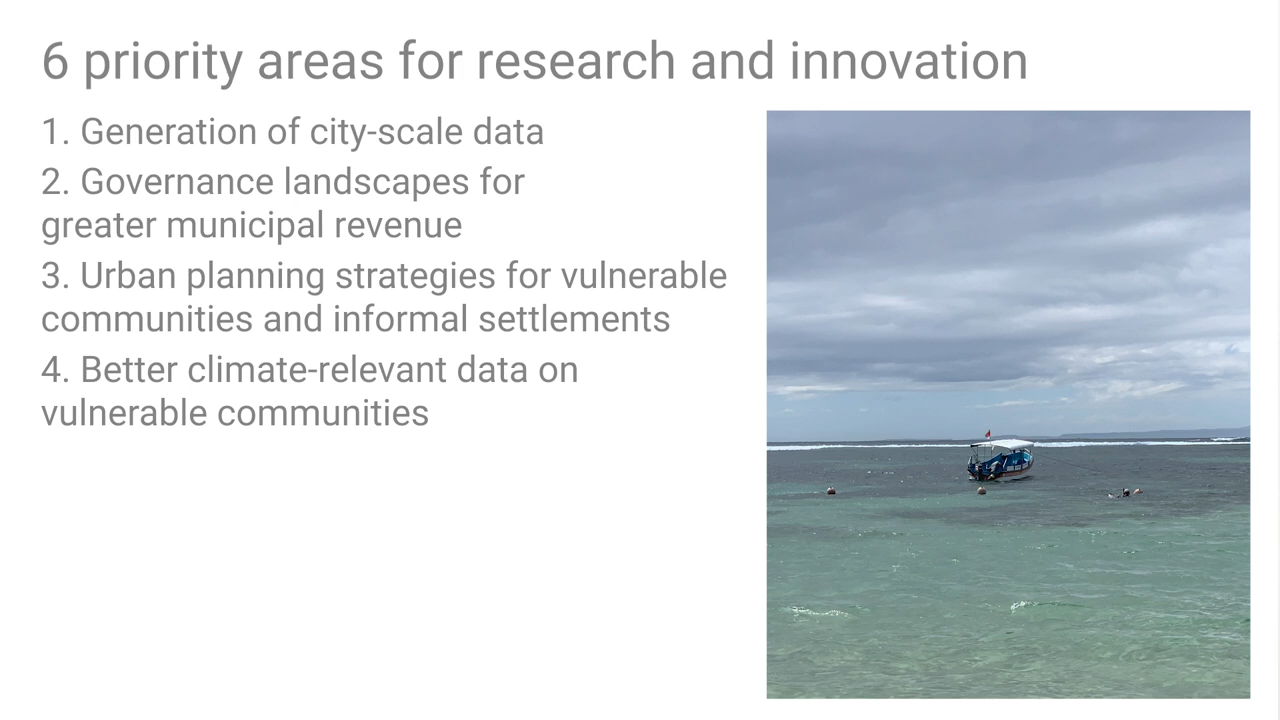 6 priority areas for research and innovation
1. Generation of city-scale data
2. Governance landscapes for
greater municipal revenue
3. Urban planning strategies for vulnerable
communities and informal settlements
4. Better climate-relevant data on
vulnerable communities